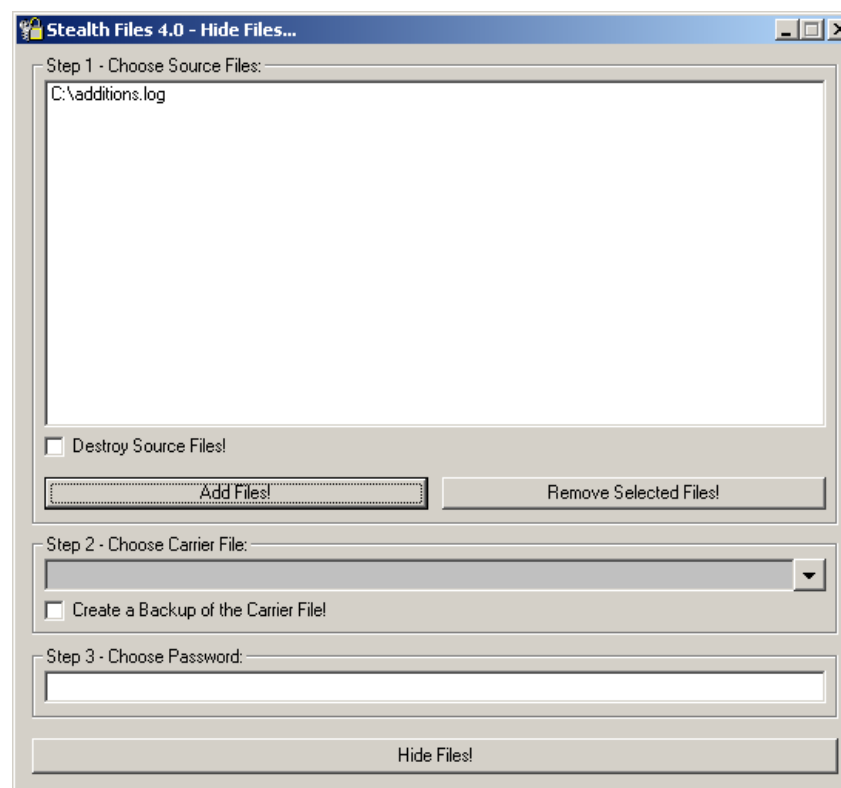 Stealth Files 4.0 - Hide Files...
Step 1 - Choose Source Files:
C:\additions.log
Destroy Source Files!
Add Files!
Remove Selected Files!
Step 2 - Choose Carrier File:
Create a Backup of the Carrier File!
Step 3 - Choose Password:
Hide Files!